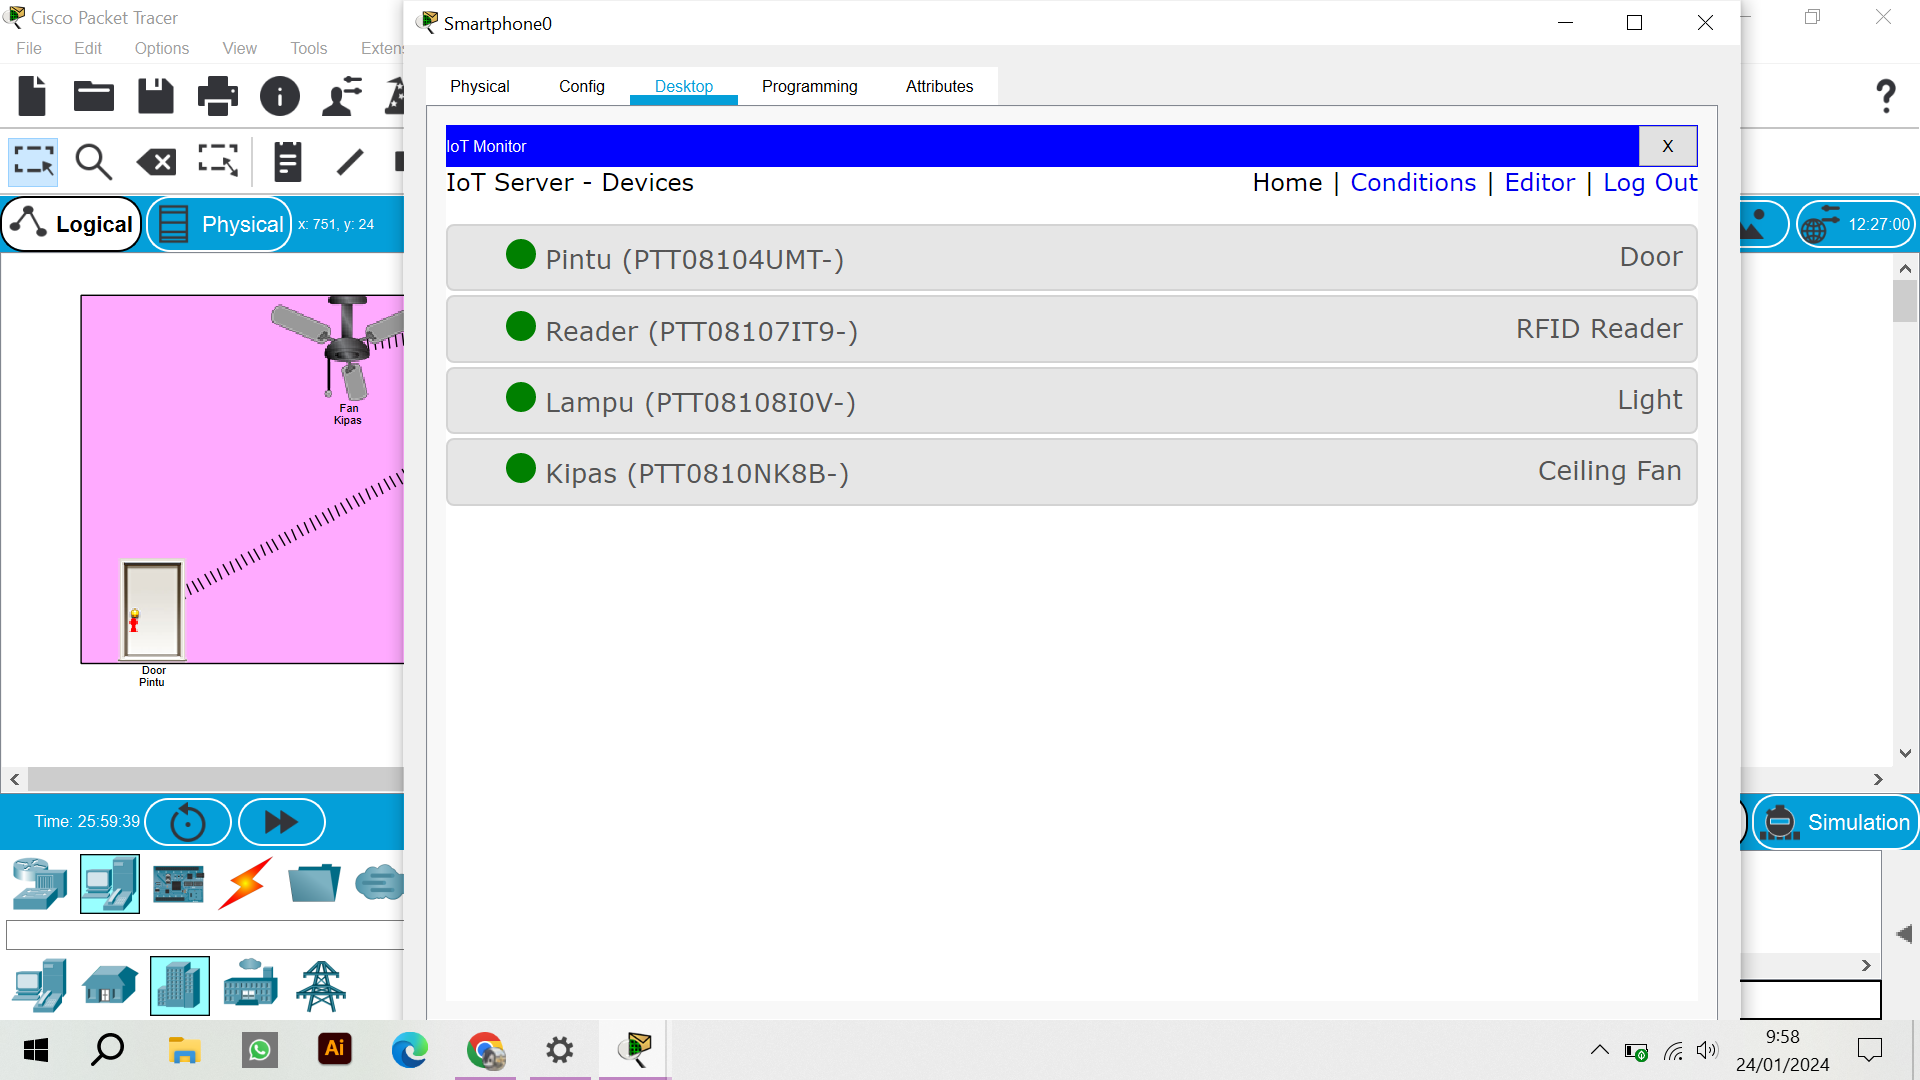 Cisco Packet Tracer
File Edit Options View Tools Exten
Smartphone0
Physical Config Desktop Programming Attributes
IoT Monitor
X
IoT Server - Devices
Home | Conditions | Editor | Log Out
Logical
Physical
x: 751, y: 24
12:27:00
Pintu (PTT08104UMT-)
Door
Reader (PTT08107IT9-)
RFID Reader
Lampu (PTT08108I0V-)
Light
Kipas (PTT0810NK8B-)
Ceiling Fan
Fan
Kipas
Door
Pintu
Time: 25:59:39
Simulation
Ai
9:58
24/01/2024